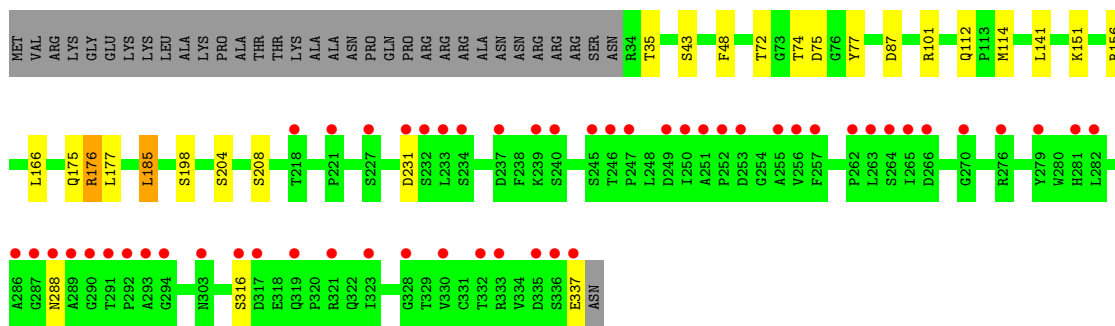 MET VAL ARG LYS GLY GLU LYS LYS LEU ALA LYS PRO ALA THR THR LYS ALA ALA ASN PRO GLN PRO ARG ARG ARG ALA ASN ASN ARG ARG ARG SER ASN R34 T35 S43 F48 T72 G73 T74 D75 G76 Y77 D87 R101 Q112 P113 M114 L141 K151 R156
L166 Q175 R176 L177 L185 S198 S204 S208 T218 P221 S227 D231 S232 L233 S234 D237 F238 K239 S240 S245 T246 P247 L248 D249 I250 A251 P252 D253 G254 A255 V256 F257 P262 L263 S264 I265 D266 G270 R276 Y279 W280 H281 L282
A286 G287 N288 A289 G290 T291 P292 A293 G294 N303 S316 D317 E318 Q319 P320 R321 Q322 I323 G328 T329 V330 C331 T332 R333 V334 D335 S336 E337 ASN